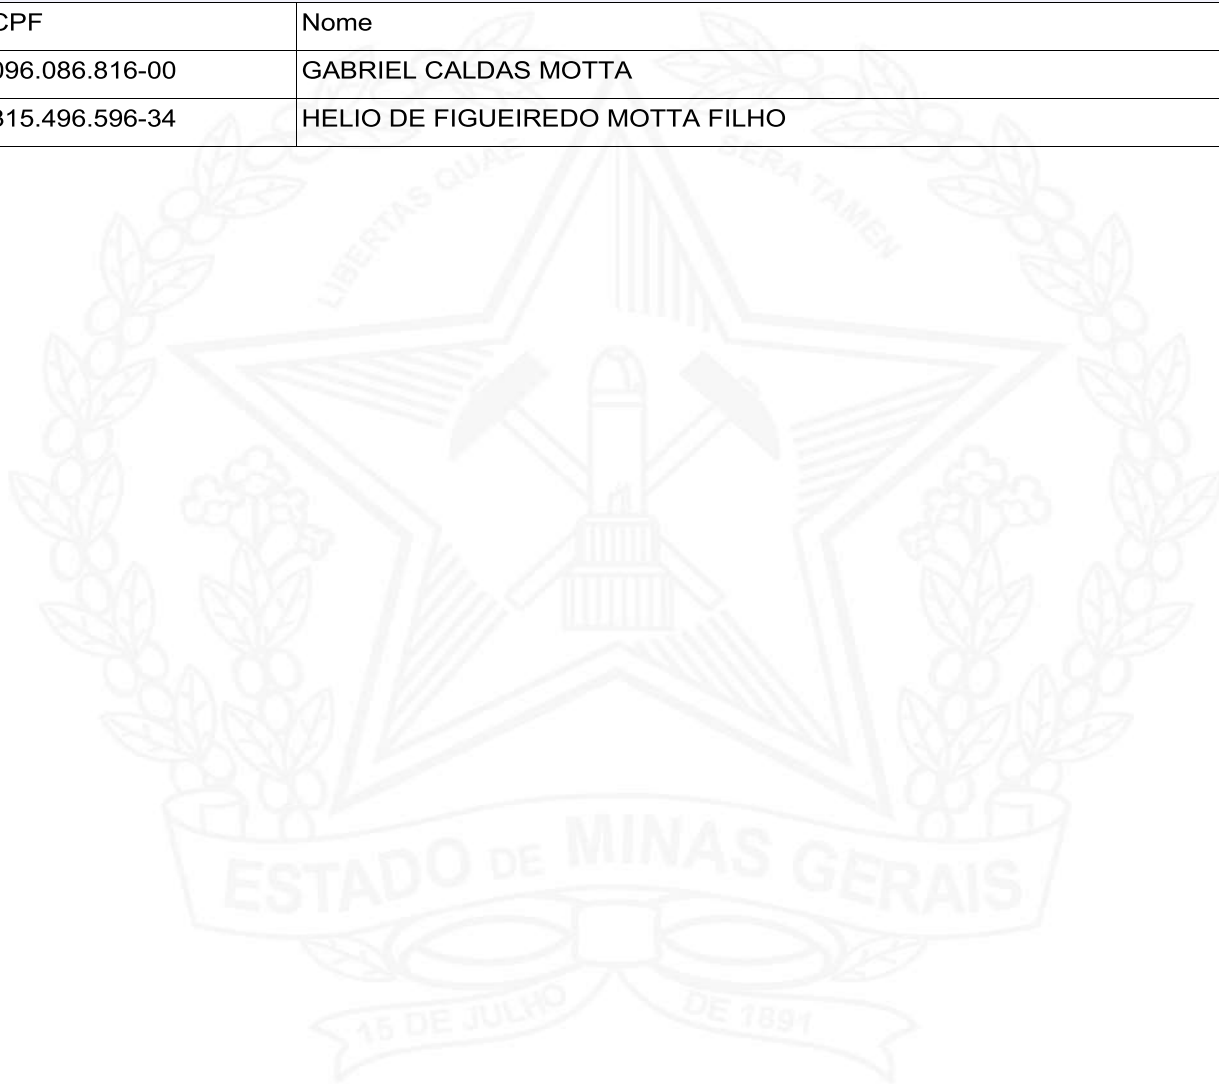 CPF Nome
096.086.816-00 GABRIEL CALDAS MOTTA
815.496.596-34 HELIO DE FIGUEIREDO MOTTA FILHO
LIBERTAS QUAE SERA TAMEN
ESTADO DE MINAS GERAIS
15 DE JULHO DE 1891